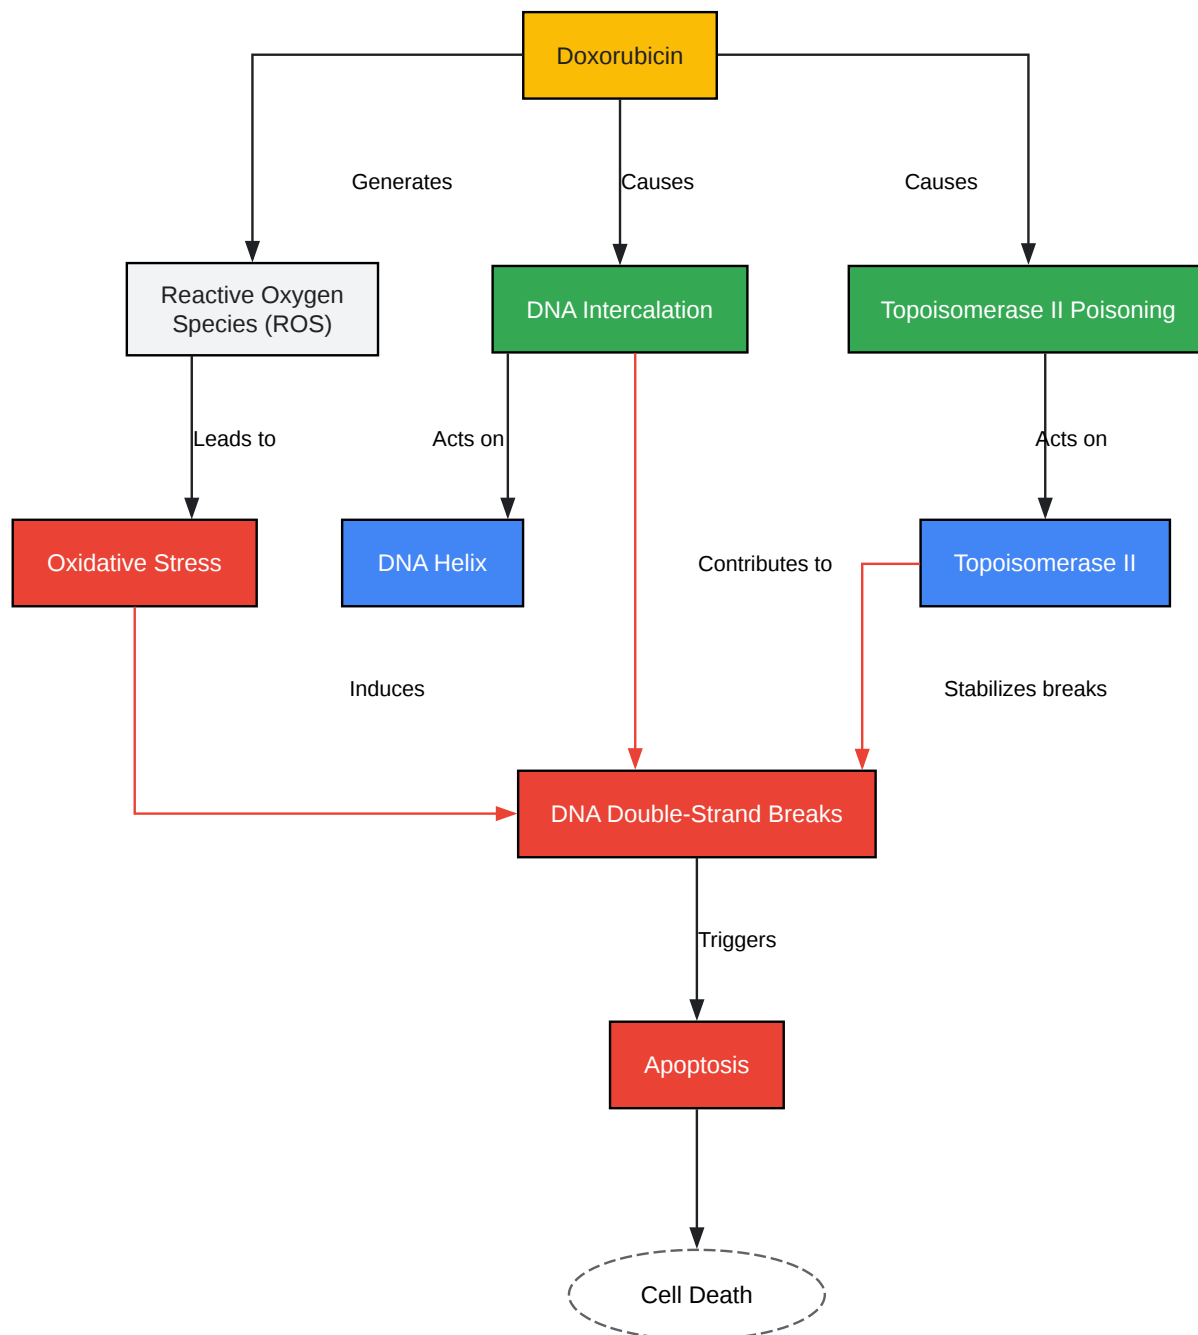 Doxorubicin
Generates
Causes
Causes
Reactive Oxygen
Species (ROS)
DNA Intercalation
Topoisomerase II Poisoning
Leads to
Acts on
Acts on
Oxidative Stress
DNA Helix
Contributes to
Topoisomerase II
Induces
Stabilizes breaks
DNA Double-Strand Breaks
Triggers
Apoptosis
Cell Death